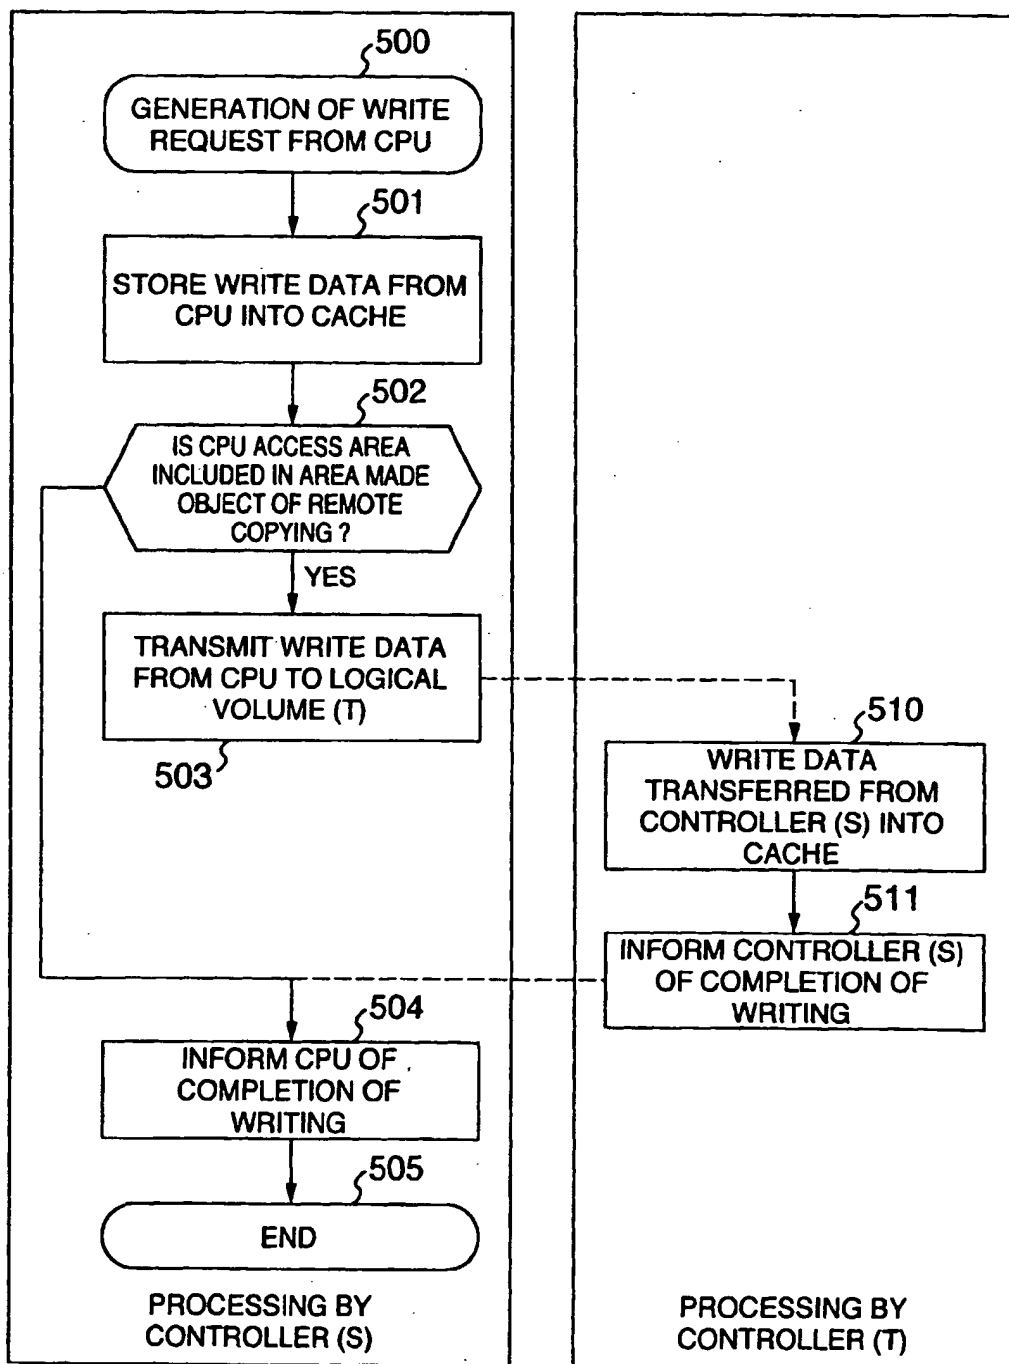 500
GENERATION OF WRITE
REQUEST FROM CPU
501
STORE WRITE DATA FROM
CPU INTO CACHE
502
IS CPU ACCESS AREA
INCLUDED IN AREA MADE
OBJECT OF REMOTE
COPYING ?
YES
TRANSMIT WRITE DATA
FROM CPU TO LOGICAL
VOLUME (T)
503
510
WRITE DATA
TRANSFERRED FROM
CONTROLLER (S) INTO
CACHE
511
INFORM CONTROLLER (S)
OF COMPLETION OF
WRITING
504
INFORM CPU OF
COMPLETION OF
WRITING
505
END
PROCESSING BY
CONTROLLER (S)
PROCESSING BY
CONTROLLER (T)